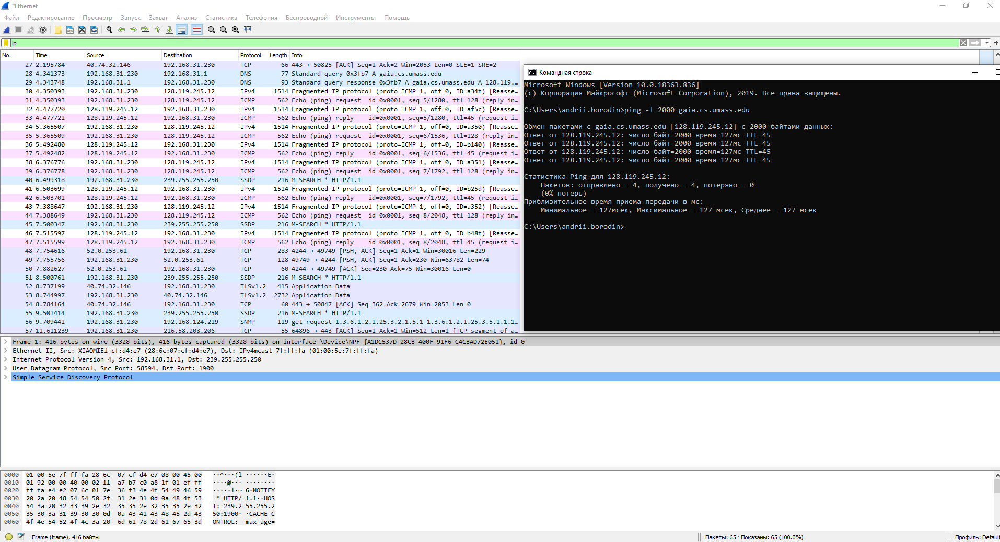 *Ethernet
Файл Редактирование Просмотр Запуск Захват Анализ Статистика Телефония Беспроводной Инструменты Помощь
ip
No. Time Source Destination Protocol Length Info
27 2.195784 40.74.32.146 192.168.31.230 TCP 66 443 → 50825 [ACK] Seq=1 Ack=2 Win=2053 Len=0 SLE=1 SRE=2
28 4.341373 192.168.31.230 192.168.31.1 DNS 77 Standard query 0x3fb7 A gaia.cs.umass.edu
29 4.343748 192.168.31.1 192.168.31.230 DNS 93 Standard query response 0x3fb7 A gaia.cs.umass.edu A 128.119.…
30 4.350393 192.168.31.230 128.119.245.12 IPv4 1514 Fragmented IP protocol (proto=ICMP 1, off=0, ID=a34f) [Reasse…
31 4.350393 192.168.31.230 128.119.245.12 ICMP 562 Echo (ping) request id=0x0001, seq=5/1280, ttl=128 (reply in…
32 4.477720 128.119.245.12 192.168.31.230 IPv4 1514 Fragmented IP protocol (proto=ICMP 1, off=0, ID=af5c) [Reasse…
33 4.477721 128.119.245.12 192.168.31.230 ICMP 562 Echo (ping) reply id=0x0001, seq=5/1280, ttl=45 (request i…
34 5.365507 192.168.31.230 128.119.245.12 IPv4 1514 Fragmented IP protocol (proto=ICMP 1, off=0, ID=a350) [Reasse…
35 5.365509 192.168.31.230 128.119.245.12 ICMP 562 Echo (ping) request id=0x0001, seq=6/1536, ttl=128 (reply in…
36 5.492480 128.119.245.12 192.168.31.230 IPv4 1514 Fragmented IP protocol (proto=ICMP 1, off=0, ID=b140) [Reasse…
37 5.492482 128.119.245.12 192.168.31.230 ICMP 562 Echo (ping) reply id=0x0001, seq=6/1536, ttl=45 (request i…
38 6.376776 192.168.31.230 128.119.245.12 IPv4 1514 Fragmented IP protocol (proto=ICMP 1, off=0, ID=a351) [Reasse…
39 6.376778 192.168.31.230 128.119.245.12 ICMP 562 Echo (ping) request id=0x0001, seq=7/1792, ttl=128 (reply in…
40 6.499318 192.168.31.230 239.255.255.250 SSDP 216 M-SEARCH * HTTP/1.1
41 6.503699 128.119.245.12 192.168.31.230 IPv4 1514 Fragmented IP protocol (proto=ICMP 1, off=0, ID=b25d) [Reasse…
42 6.503701 128.119.245.12 192.168.31.230 ICMP 562 Echo (ping) reply id=0x0001, seq=7/1792, ttl=45 (request i…
43 7.388647 192.168.31.230 128.119.245.12 IPv4 1514 Fragmented IP protocol (proto=ICMP 1, off=0, ID=a352) [Reasse…
44 7.388649 192.168.31.230 128.119.245.12 ICMP 562 Echo (ping) request id=0x0001, seq=8/2048, ttl=128 (reply in…
45 7.500347 192.168.31.230 239.255.255.250 SSDP 216 M-SEARCH * HTTP/1.1
46 7.515597 128.119.245.12 192.168.31.230 IPv4 1514 Fragmented IP protocol (proto=ICMP 1, off=0, ID=b48f) [Reasse…
47 7.515599 128.119.245.12 192.168.31.230 ICMP 562 Echo (ping) reply id=0x0001, seq=8/2048, ttl=45 (request i…
48 7.754616 52.0.253.61 192.168.31.230 TCP 283 4244 → 49749 [PSH, ACK] Seq=1 Ack=1 Win=30016 Len=229
49 7.755756 192.168.31.230 52.0.253.61 TCP 128 49749 → 4244 [PSH, ACK] Seq=1 Ack=230 Win=63782 Len=74
50 7.882627 52.0.253.61 192.168.31.230 TCP 60 4244 → 49749 [ACK] Seq=230 Ack=75 Win=30016 Len=0
51 8.500761 192.168.31.230 239.255.255.250 SSDP 216 M-SEARCH * HTTP/1.1
52 8.737199 40.74.32.146 192.168.31.230 TLSv1.2 415 Application Data
53 8.744997 192.168.31.230 40.74.32.146 TLSv1.2 2732 Application Data
54 8.784164 40.74.32.146 192.168.31.230 TCP 60 443 → 50847 [ACK] Seq=362 Ack=2679 Win=2053 Len=0
55 9.501414 192.168.31.230 239.255.255.250 SSDP 216 M-SEARCH * HTTP/1.1
56 9.709441 192.168.31.230 192.168.124.219 SNMP 119 get-request 1.3.6.1.2.1.25.3.2.1.5.1 1.3.6.1.2.1.25.3.5.1.1.1…
57 11.611239 192.168.31.230 216.58.208.206 TCP 55 64896 → 443 [ACK] Seq=1 Ack=1 Win=512 Len=1 [TCP segment of a…
Командная строка
Microsoft Windows [Version 10.0.18363.836]
(c) Корпорация Майкрософт (Microsoft Corporation), 2019. Все права защищены.
C:\Users\andrii.borodin>ping -l 2000 gaia.cs.umass.edu
Обмен пакетами с gaia.cs.umass.edu [128.119.245.12] с 2000 байтами данных:
Ответ от 128.119.245.12: число байт=2000 время=127мс TTL=45
Ответ от 128.119.245.12: число байт=2000 время=127мс TTL=45
Ответ от 128.119.245.12: число байт=2000 время=127мс TTL=45
Ответ от 128.119.245.12: число байт=2000 время=127мс TTL=45
Статистика Ping для 128.119.245.12:
Пакетов: отправлено = 4, получено = 4, потеряно = 0
(0% потерь)
Приблизительное время приема-передачи в мс:
Минимальное = 127мсек, Максимальное = 127 мсек, Среднее = 127 мсек
C:\Users\andrii.borodin>
Frame 1: 416 bytes on wire (3328 bits), 416 bytes captured (3328 bits) on interface \Device\NPF_{A1DC537D-28CB-400F-91F6-C4CBAD72E051}, id 0
Ethernet II, Src: XIAOMIEl_cf:d4:e7 (28:6c:07:cf:d4:e7), Dst: IPv4mcast_7f:ff:fa (01:00:5e:7f:ff:fa)
Internet Protocol Version 4, Src: 192.168.31.1, Dst: 239.255.255.250
User Datagram Protocol, Src Port: 58594, Dst Port: 1900
Simple Service Discovery Protocol
0000 01 00 5e 7f ff fa 28 6c 07 cf d4 e7 08 00 45 00 ··^···(l ······E·
0010 01 92 00 00 40 00 02 11 a7 b7 c0 a8 1f 01 ef ff ····@··· ········
0020 ff fa e4 e2 07 6c 01 7e 36 f3 4e 4f 54 49 46 59 ·····l·~ 6·NOTIFY
0030 20 2a 20 48 54 54 50 2f 31 2e 31 0d 0a 48 4f 53 * HTTP/ 1.1··HOS
0040 54 3a 20 32 33 39 2e 32 35 35 2e 32 35 35 2e 32 T: 239.2 55.255.2
0050 35 30 3a 31 39 30 30 0d 0a 43 41 43 48 45 2d 43 50:1900· ·CACHE-C
0060 4f 4e 54 52 4f 4c 3a 20 6d 61 78 2d 61 67 65 3d ONTROL: max-age=
Frame (frame), 416 байты
Пакеты: 65 · Показаны: 65 (100.0%)
Профиль: Default